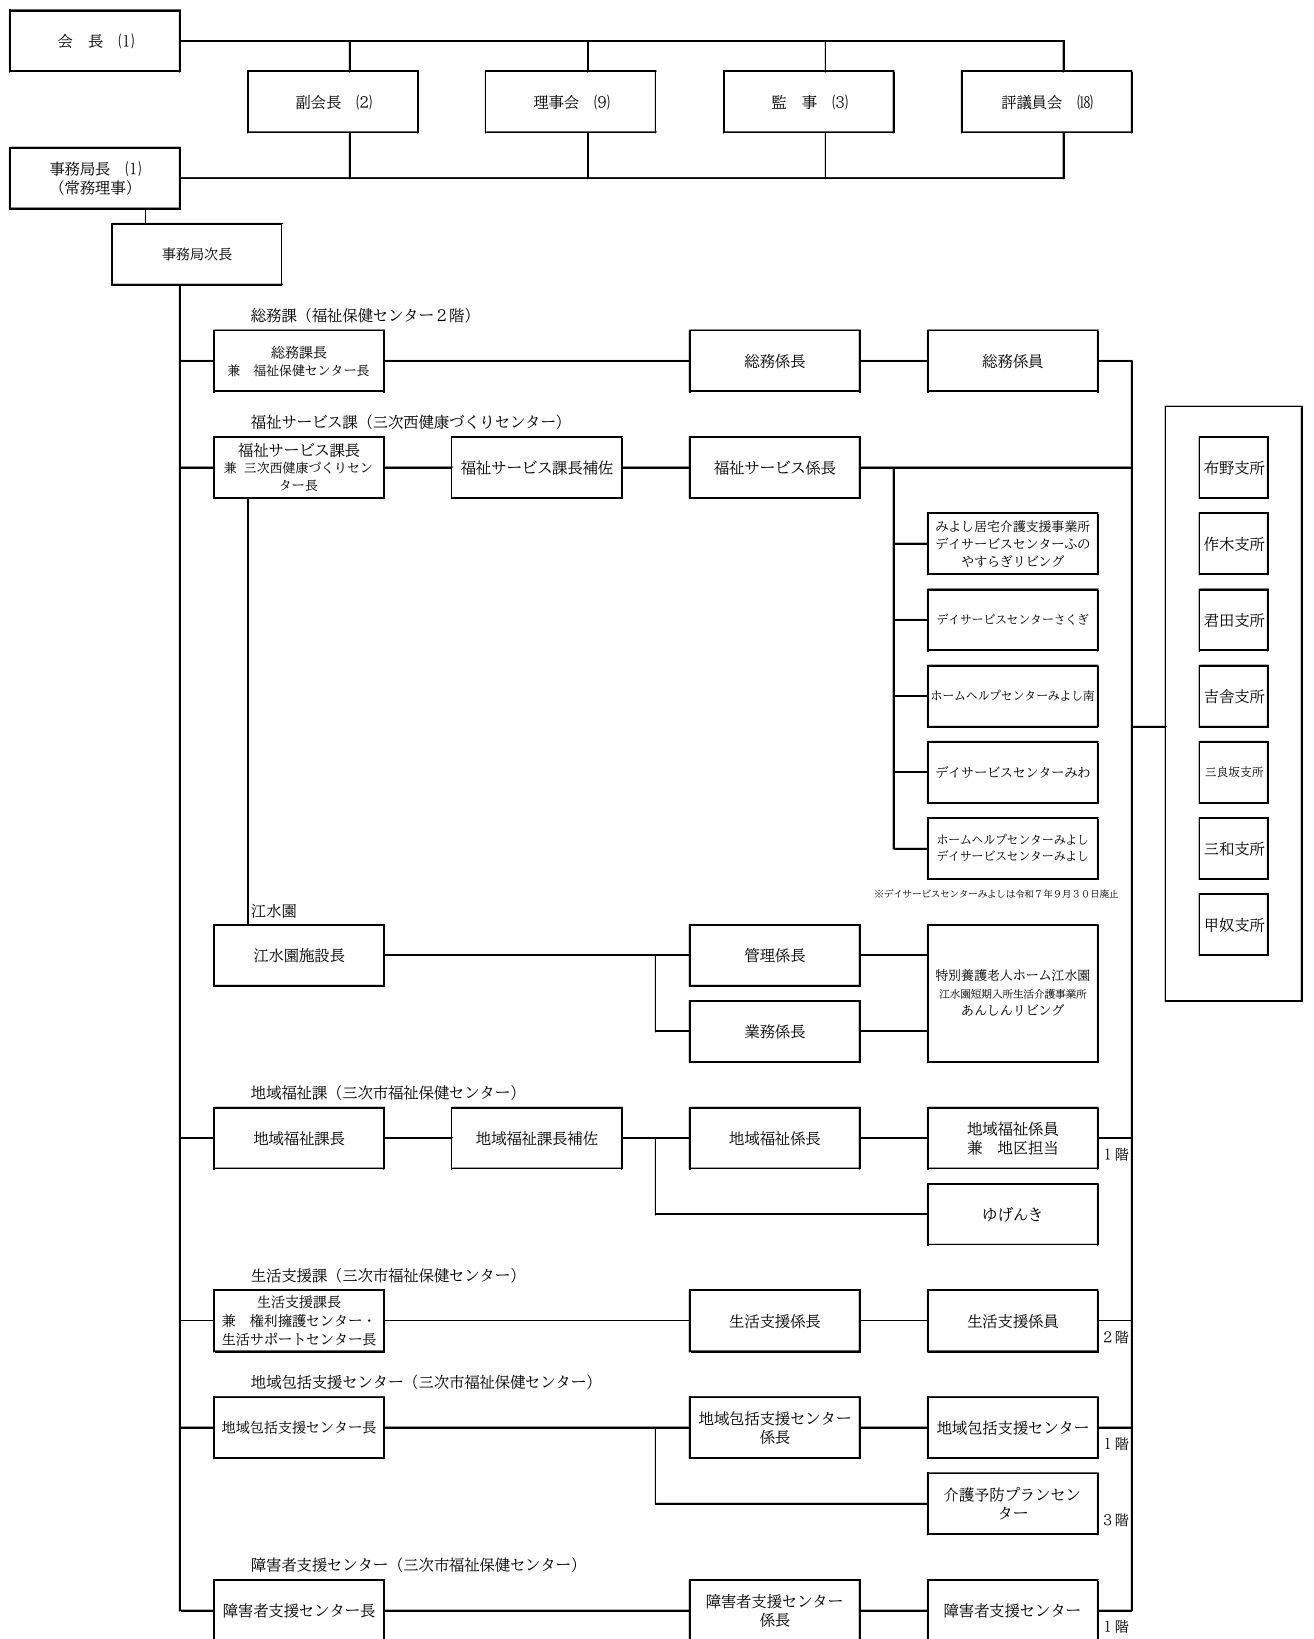 会　長　(1)
副会長　(2)
理事会　(9)
監　事　(3)
評議員会　(18)
事務局長　(1)
（常務理事）
事務局次長
総務課（福祉保健センター２階）
総務課長
兼　福祉保健センター長
総務係長
総務係員
福祉サービス課（三次西健康づくりセンター）
福祉サービス課長
兼 三次西健康づくりセン
ター長
福祉サービス課長補佐
福祉サービス係長
みよし居宅介護支援事業所
デイサービスセンターふの
やすらぎリビング
デイサービスセンターさくぎ
ホームヘルプセンターみよし南
デイサービスセンターみわ
ホームヘルプセンターみよし
デイサービスセンターみよし
※デイサービスセンターみよしは令和７年９月３０日廃止
布野支所
作木支所
君田支所
吉舎支所
三良坂支所
三和支所
甲奴支所
江水園
江水園施設長
管理係長
業務係長
特別養護老人ホーム江水園
江水園短期入所生活介護事業所
あんしんリビング
地域福祉課（三次市福祉保健センター）
地域福祉課長
地域福祉課長補佐
地域福祉係長
地域福祉係員
兼　地区担当
１階
ゆげんき
生活支援課（三次市福祉保健センター）
生活支援課長
兼　権利擁護センター・
生活サポートセンター長
生活支援係長
生活支援係員
２階
地域包括支援センター（三次市福祉保健センター）
地域包括支援センター長
地域包括支援センター
係長
地域包括支援センター
１階
介護予防プランセン
ター
３階
障害者支援センター（三次市福祉保健センター）
障害者支援センター長
障害者支援センター
係長
障害者支援センター
１階